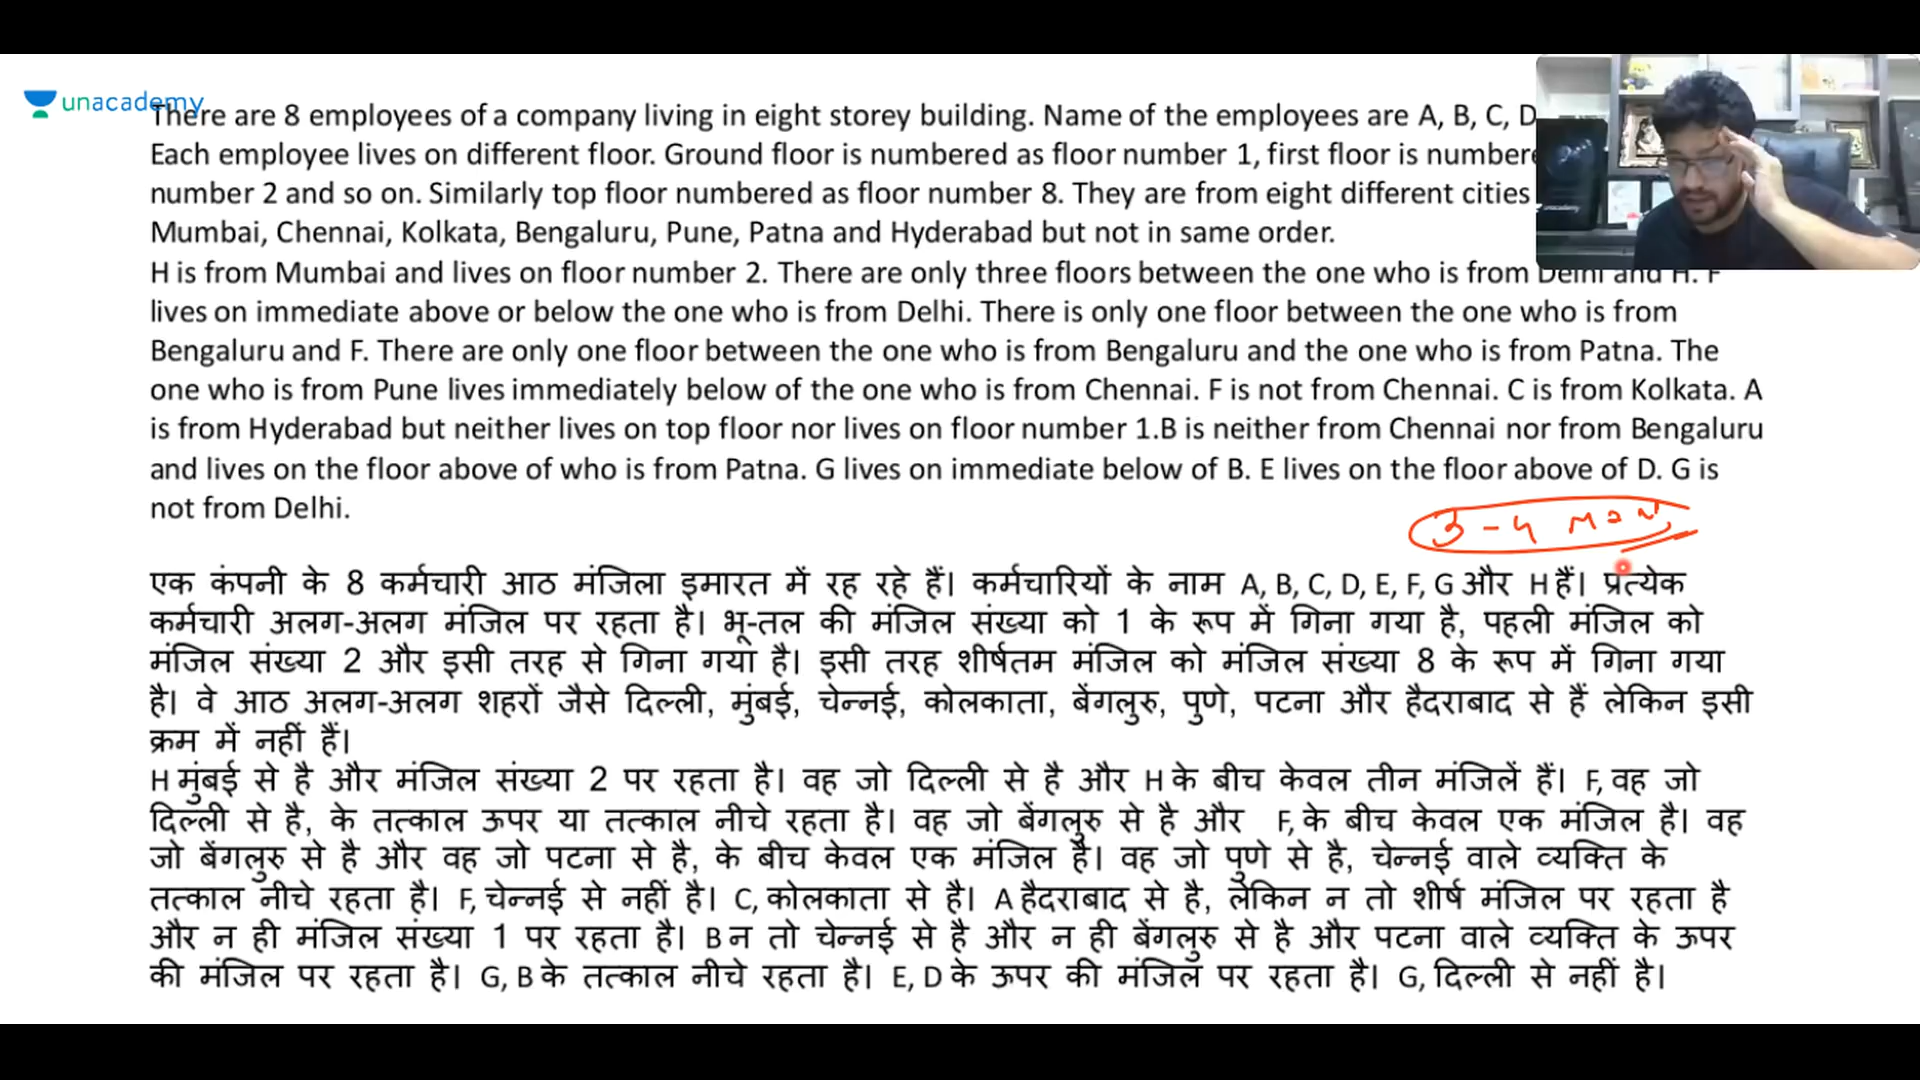 unacademy
There are 8 employees of a company living in eight storey building. Name of the employees are A, B, C, D
Each employee lives on different floor. Ground floor is numbered as floor number 1, first floor is numbere
number 2 and so on. Similarly top floor numbered as floor number 8. They are from eight different cities
Mumbai, Chennai, Kolkata, Bengaluru, Pune, Patna and Hyderabad but not in same order.
H is from Mumbai and lives on floor number 2. There are only three floors between the one who is from Delhi and H. F
lives on immediate above or below the one who is from Delhi. There is only one floor between the one who is from
Bengaluru and F. There are only one floor between the one who is from Bengaluru and the one who is from Patna. The
one who is from Pune lives immediately below of the one who is from Chennai. F is not from Chennai. C is from Kolkata. A
is from Hyderabad but neither lives on top floor nor lives on floor number 1.B is neither from Chennai nor from Bengaluru
and lives on the floor above of who is from Patna. G lives on immediate below of B. E lives on the floor above of D. G is
not from Delhi.
3-4
एक कंपनी के 8 कर्मचारी आठ मंजिला इमारत में रह रहे हैं। कर्मचारियों के नाम A, B, C, D, E, F, G और H हैं। प्रत्येक
कर्मचारी अलग-अलग मंजिल पर रहता है। भू-तल की मंजिल संख्या को 1 के रूप में गिना गया है, पहली मंजिल को
मंजिल संख्या 2 और इसी तरह से गिना गया है। इसी तरह शीर्षतम मंजिल को मंजिल संख्या 8 के रूप में गिना गया
है। वे आठ अलग-अलग शहरों जैसे दिल्ली, मुंबई, चेन्नई, कोलकाता, बेंगलुरु, पुणे, पटना और हैदराबाद से हैं लेकिन इसी
क्रम में नहीं हैं।
H मुंबई से है और मंजिल संख्या 2 पर रहता है। वह जो दिल्ली से है और H के बीच केवल तीन मंजिलें हैं। F, वह जो
दिल्ली से है, के तत्काल ऊपर या तत्काल नीचे रहता है। वह जो बेंगलुरु से है और F, के बीच केवल एक मंजिल है। वह
जो बेंगलुरु से है और वह जो पटना से है, के बीच केवल एक मंजिल है। वह जो पुणे से है, चेन्नई वाले व्यक्ति के
तत्काल नीचे रहता है। F, चेन्नई से नहीं है। C, कोलकाता से है। A हैदराबाद से है, लेकिन न तो शीर्ष मंजिल पर रहता है
और न ही मंजिल संख्या 1 पर रहता है। B न तो चेन्नई से है और न ही बेंगलुरु से है और पटना वाले व्यक्ति के ऊपर
की मंजिल पर रहता है। G, B के तत्काल नीचे रहता है। E, D के ऊपर की मंजिल पर रहता है। G, दिल्ली से नहीं है।